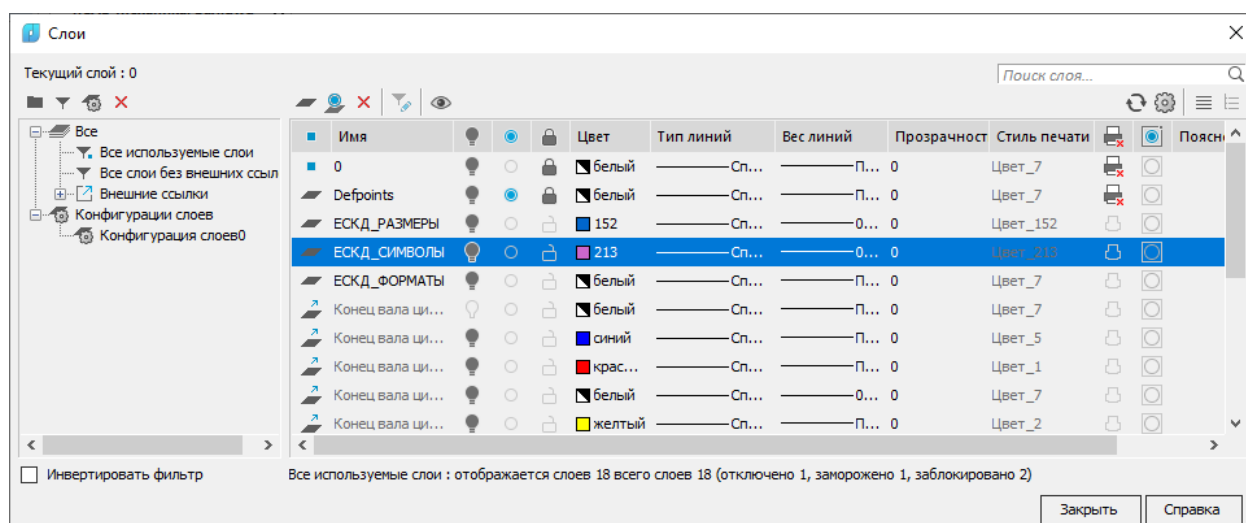 Слои
Текущий слой : 0
Поиск слоя...
Все
Все используемые слои
Все слои без внешних ссыл
Внешние ссылки
Конфигурации слоев
Конфигурация слоев0
Имя Цвет Тип линий Вес линий Прозрачност Стиль печати Поясн
0 белый Сп... П... 0 Цвет_7
Defpoints белый Сп... П... 0 Цвет_7
ЕСКД_РАЗМЕРЫ 152 Сп... 0... 0 Цвет_152
ЕСКД_СИМВОЛЫ 213 Сп... 0... 0 Цвет_213
ЕСКД_ФОРМАТЫ белый Сп... П... 0 Цвет_7
Конец вала ци... белый Сп... П... 0 Цвет_7
Конец вала ци... синий Сп... П... 0 Цвет_5
Конец вала ци... крас... Сп... П... 0 Цвет_1
Конец вала ци... белый Сп... 0... 0 Цвет_7
Конец вала ци... желтый Сп... П... 0 Цвет_2
Инвертировать фильтр
Все используемые слои : отображается слоев 18 всего слоев 18 (отключено 1, заморожено 1, заблокировано 2)
Закрыть Справка